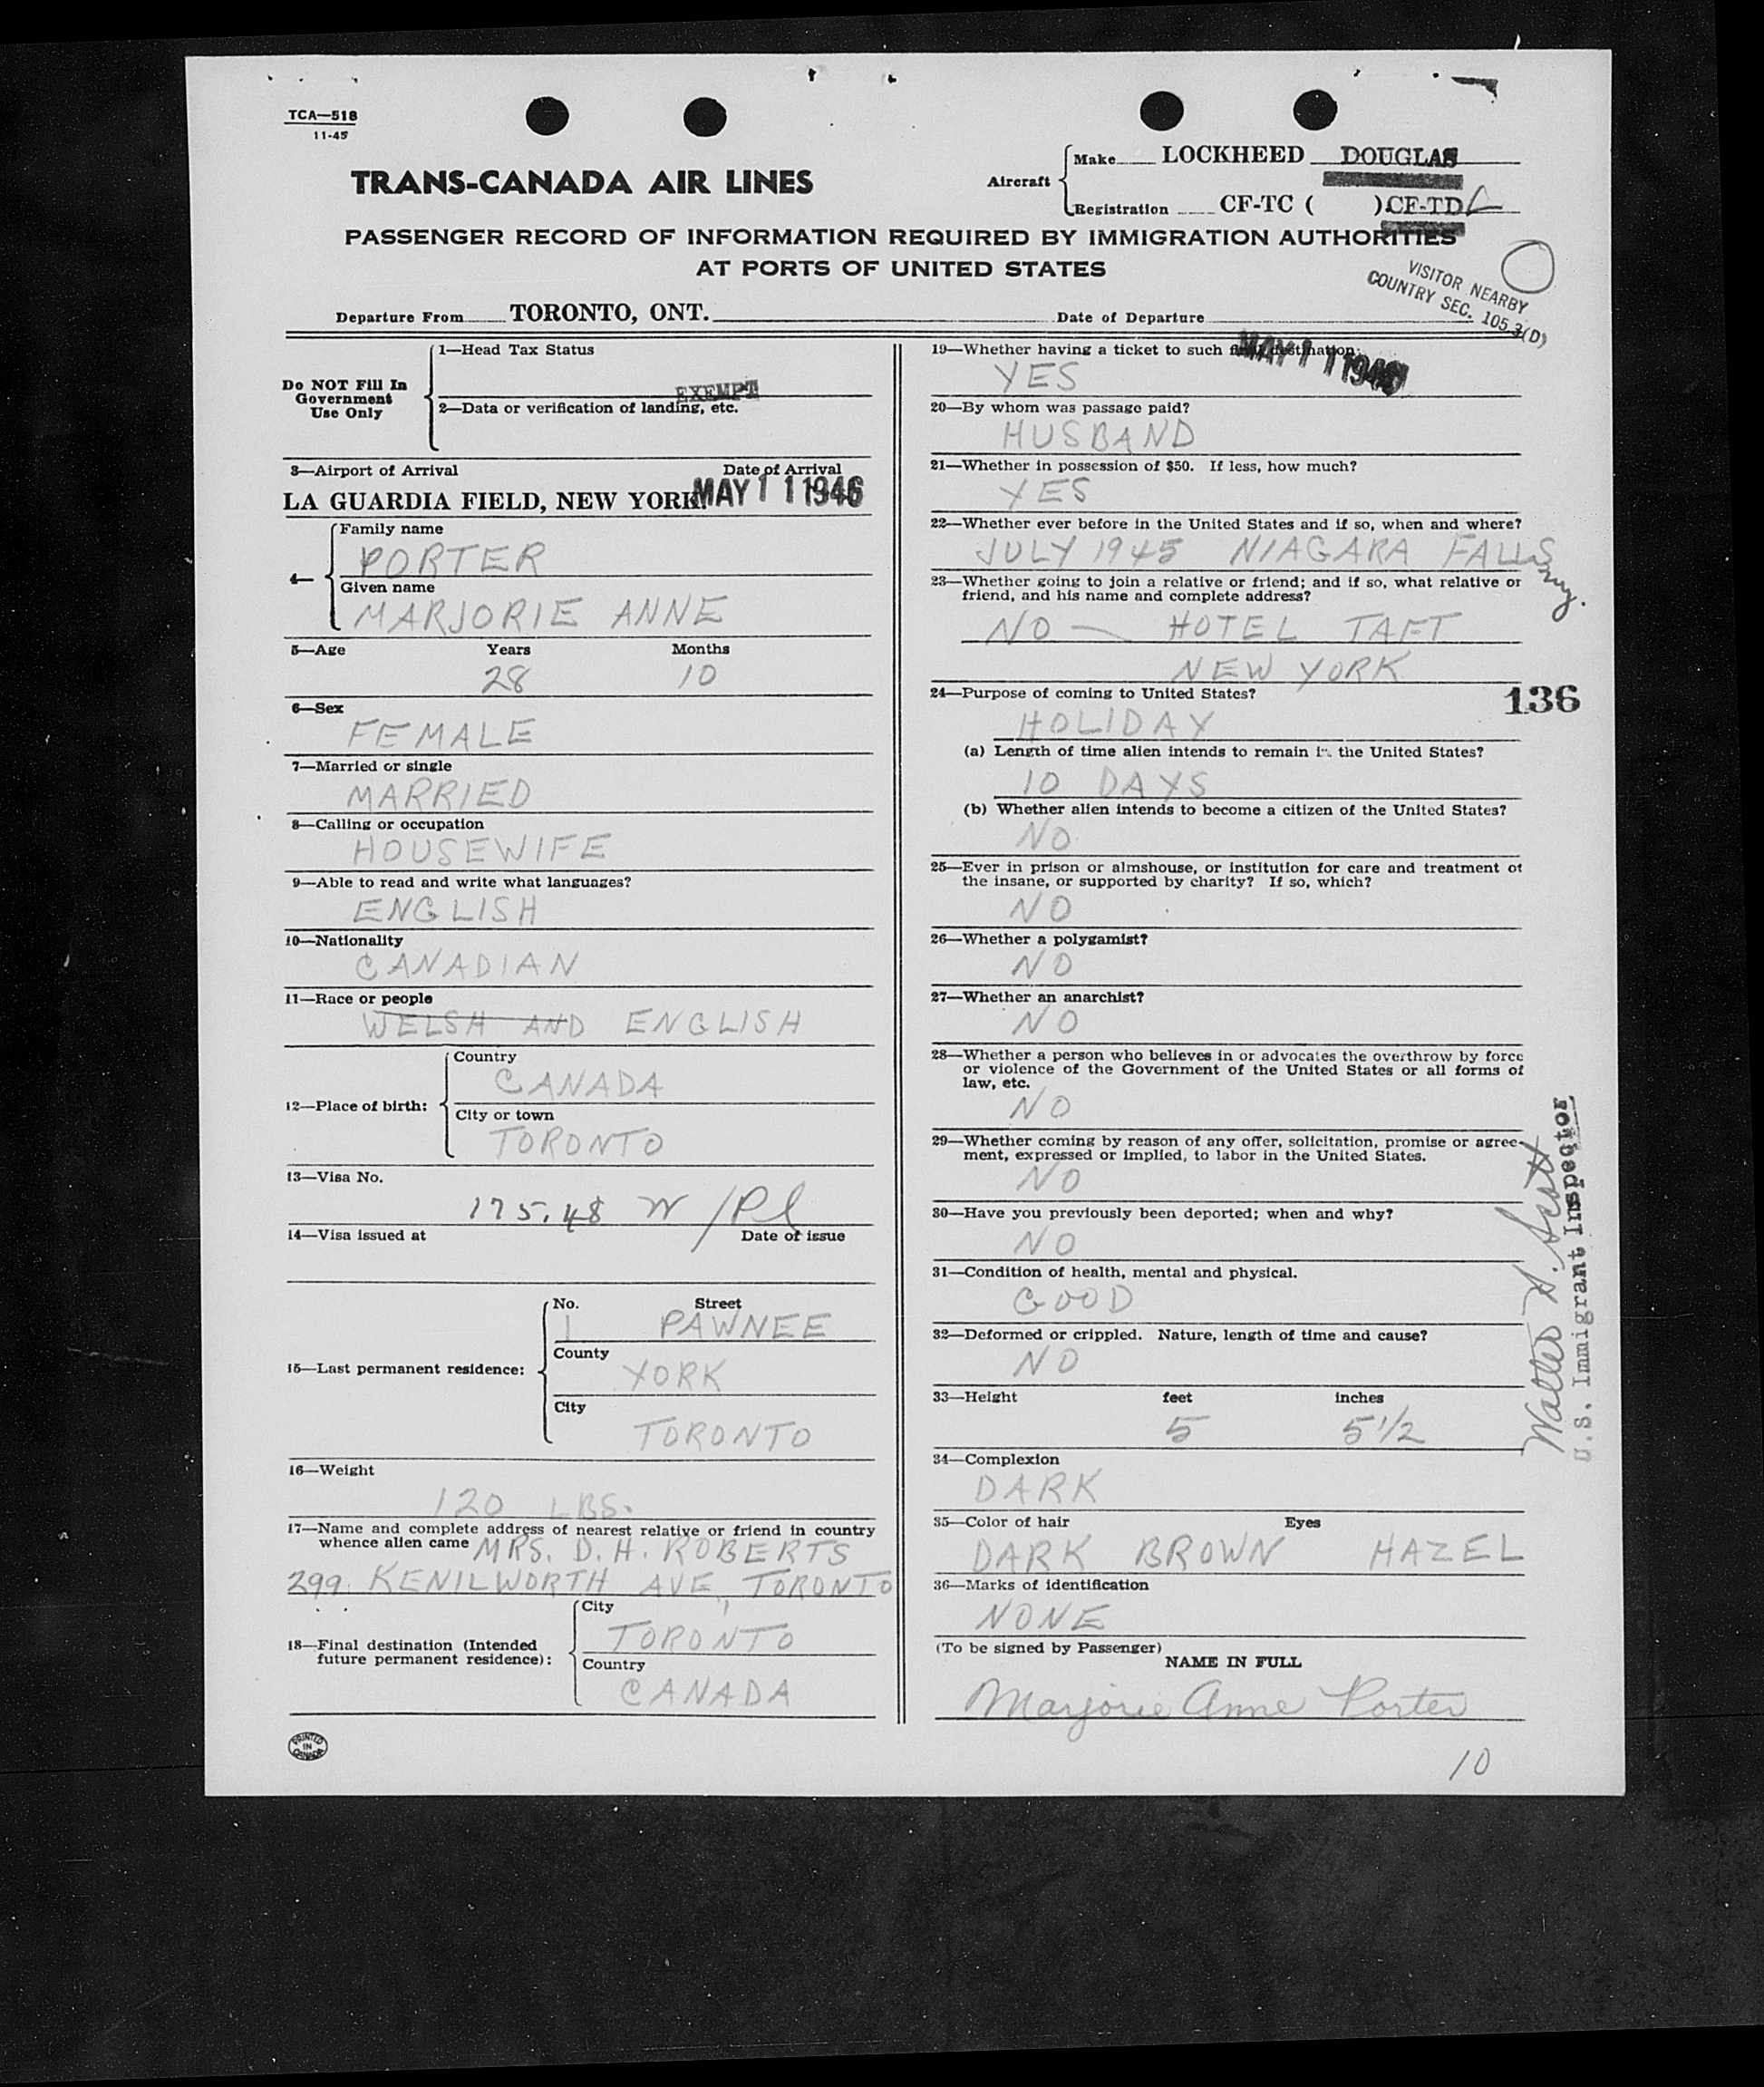 TCA—518
11-45
TRANS-CANADA AIR LINES
Aircraft
Make LOCKHEED DOUGLAS
Registration CF-TC ( ) CF-TD
PASSENGER RECORD OF INFORMATION REQUIRED BY IMMIGRATION AUTHORITIES
AT PORTS OF UNITED STATES
VISITOR NEARBY
COUNTRY SEC. 105.3(D)
Departure From TORONTO, ONT. Date of Departure
MAY 11 1946
Do NOT Fill In
Government
Use Only
1—Head Tax Status
EXEMPT
2—Data or verification of landing, etc.
3—Airport of Arrival Date of Arrival
LA GUARDIA FIELD, NEW YORK. MAY 11 1946
4—
Family name
PORTER
Given name
MARJORIE ANNE
5—Age Years Months
28 10
6—Sex
FEMALE
7—Married or single
MARRIED
8—Calling or occupation
HOUSEWIFE
9—Able to read and write what languages?
ENGLISH
10—Nationality
CANADIAN
11—Race or people
WELSH AND ENGLISH
12—Place of birth:
Country
CANADA
City or town
TORONTO
13—Visa No.
175.48 W/Pl
14—Visa issued at Date of issue
15—Last permanent residence:
No. Street
1 PAWNEE
County
YORK
City
TORONTO
16—Weight
120 LBS.
17—Name and complete address of nearest relative or friend in country
whence alien came MRS. D. H. ROBERTS
299 KENILWORTH AVE, TORONTO
18—Final destination (Intended
future permanent residence):
City
TORONTO
Country
CANADA
PRINTED
IN
CANADA
19—Whether having a ticket to such final destination:
YES
20—By whom was passage paid?
HUSBAND
21—Whether in possession of $50. If less, how much?
YES
22—Whether ever before in the United States and if so, when and where?
JULY 1945 NIAGARA FALLS ny.
23—Whether going to join a relative or friend; and if so, what relative or
friend, and his name and complete address?
NO — HOTEL TAFT
NEW YORK
24—Purpose of coming to United States?
136
HOLIDAY
(a) Length of time alien intends to remain in the United States?
10 DAYS
(b) Whether alien intends to become a citizen of the United States?
NO
25—Ever in prison or almshouse, or institution for care and treatment of
the insane, or supported by charity? If so, which?
NO
26—Whether a polygamist?
NO
27—Whether an anarchist?
NO
28—Whether a person who believes in or advocates the overthrow by force
or violence of the Government of the United States or all forms of
law, etc.
NO
29—Whether coming by reason of any offer, solicitation, promise or agree-
ment, expressed or implied, to labor in the United States.
NO
30—Have you previously been deported; when and why?
NO
31—Condition of health, mental and physical.
GOOD
32—Deformed or crippled. Nature, length of time and cause?
NO
33—Height feet inches
5 5 1/2
34—Complexion
DARK
35—Color of hair Eyes
DARK BROWN HAZEL
36—Marks of identification
NONE
(To be signed by Passenger)
NAME IN FULL
Marjorie Anne Porter
10
Walter H. Scott
U.S. Immigrant Inspector